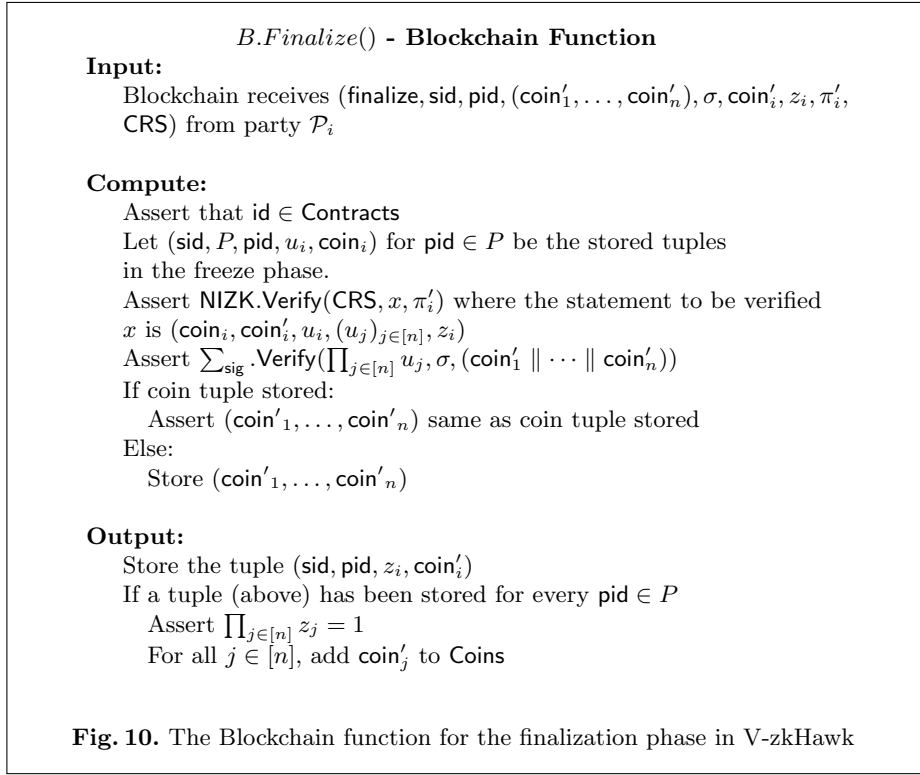 B.Finalize() - Blockchain Function
Input:
Blockchain receives (finalize, sid, pid, (coin′₁, . . . , coin′ₙ), σ, coin′ᵢ, zᵢ, π′ᵢ,
CRS) from party 𝒫ᵢ
Compute:
Assert that id ∈ Contracts
Let (sid, P, pid, uᵢ, coinᵢ) for pid ∈ P be the stored tuples
in the freeze phase.
Assert NIZK.Verify(CRS, x, π′ᵢ) where the statement to be verified
x is (coinᵢ, coin′ᵢ, uᵢ, (uⱼ)ⱼ∈[n], zᵢ)
Assert ∑sig .Verify(∏ⱼ∈[n] uⱼ, σ, (coin′₁ ∥ · · · ∥ coin′ₙ))
If coin tuple stored:
Assert (coin′₁, . . . , coin′ₙ) same as coin tuple stored
Else:
Store (coin′₁, . . . , coin′ₙ)
Output:
Store the tuple (sid, pid, zᵢ, coin′ᵢ)
If a tuple (above) has been stored for every pid ∈ P
Assert ∏ⱼ∈[n] zⱼ = 1
For all j ∈ [n], add coin′ⱼ to Coins
Fig. 10. The Blockchain function for the finalization phase in V-zkHawk